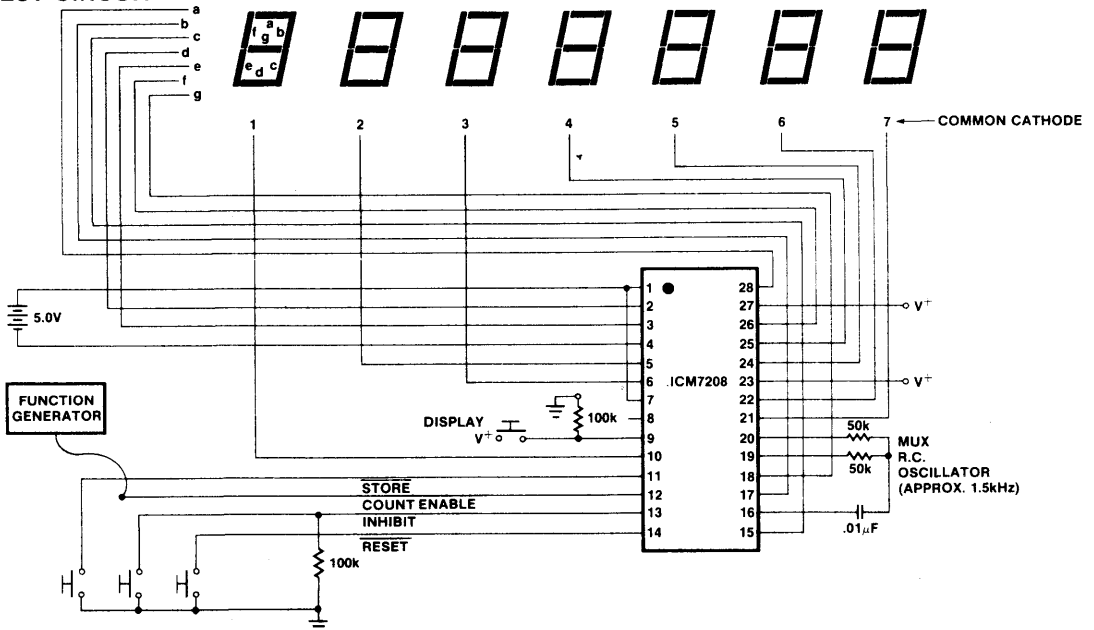 a
b
c
d
e
f
g
a
f
b
g
e
d
c
1 2 3 4 5 6 7
COMMON CATHODE
5.0V
FUNCTION
GENERATOR
DISPLAY
V+
100k
STORE
COUNT ENABLE
INHIBIT
RESET
100k
ICM7208
1
2
3
4
5
6
7
8
9
10
11
12
13
14
28
27
26
25
24
23
22
21
20
19
18
17
16
15
V+
V+
50k
50k
MUX
R.C.
OSCILLATOR
(APPROX. 1.5kHz)
.01µF